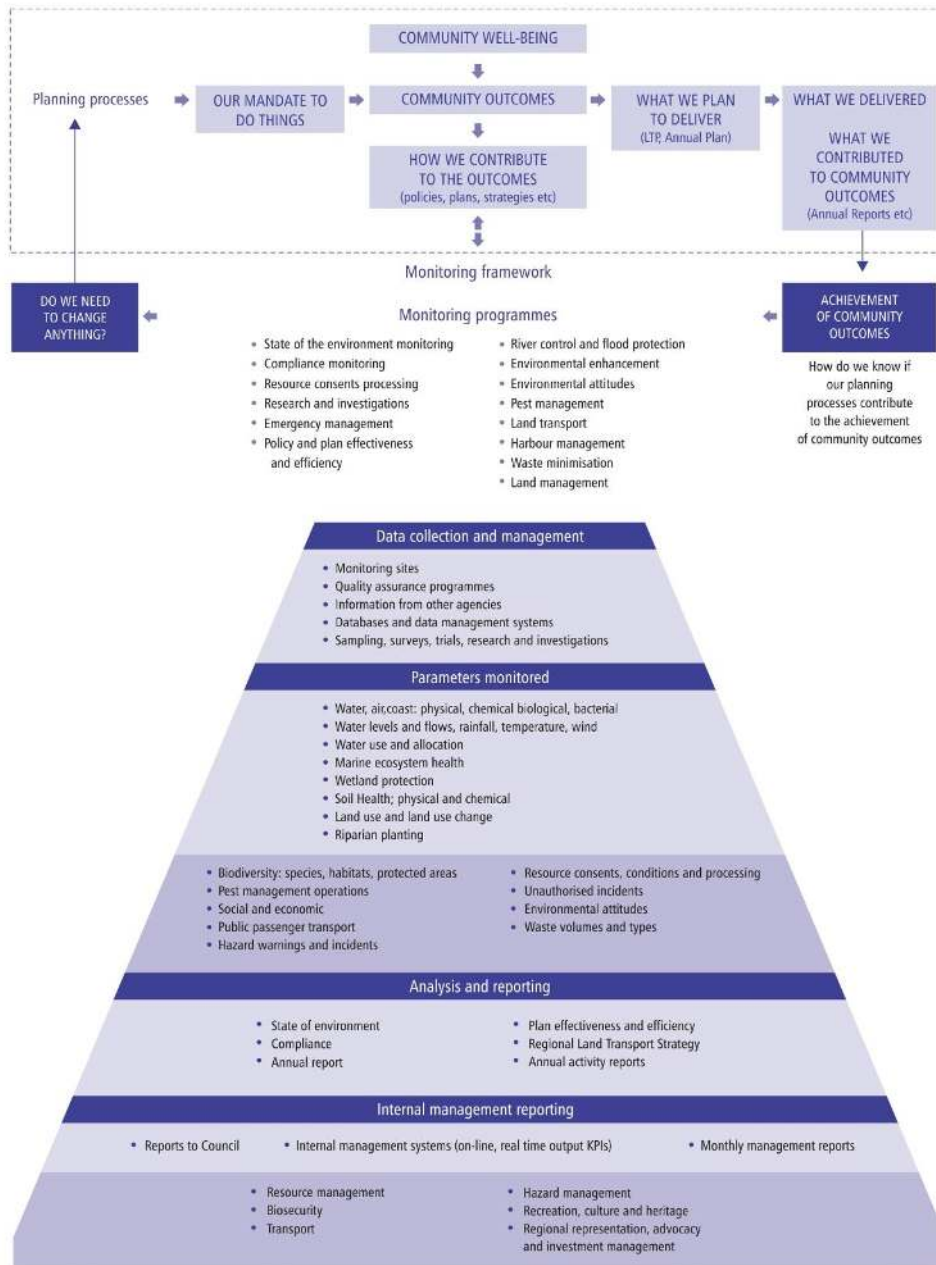 COMMUNITY WELL-BEING
Planning processes
OUR MANDATE TO
DO THINGS
COMMUNITY OUTCOMES
WHAT WE PLAN
TO DELIVER
(LTP, Annual Plan)
WHAT WE DELIVERED
WHAT WE
CONTRIBUTED
TO COMMUNITY
OUTCOMES
(Annual Reports etc)
HOW WE CONTRIBUTE
TO THE OUTCOMES
(policies, plans, strategies etc)
Monitoring framework
DO WE NEED
TO CHANGE
ANYTHING?
Monitoring programmes
• State of the environment monitoring
• Compliance monitoring
• Resource consents processing
• Research and investigations
• Emergency management
• Policy and plan effectiveness
and efficiency
• River control and flood protection
• Environmental enhancement
• Environmental attitudes
• Pest management
• Land transport
• Harbour management
• Waste minimisation
• Land management
ACHIEVEMENT
OF COMMUNITY
OUTCOMES
How do we know if
our planning
processes contribute
to the achievement
of community outcomes
Data collection and management
• Monitoring sites
• Quality assurance programmes
• Information from other agencies
• Databases and data management systems
• Sampling, surveys, trials, research and investigations
Parameters monitored
• Water, air,coast: physical, chemical biological, bacterial
• Water levels and flows, rainfall, temperature, wind
• Water use and allocation
• Marine ecosystem health
• Wetland protection
• Soil Health; physical and chemical
• Land use and land use change
• Riparian planting
• Biodiversity: species, habitats, protected areas
• Pest management operations
• Social and economic
• Public passenger transport
• Hazard warnings and incidents
• Resource consents, conditions and processing
• Unauthorised incidents
• Environmental attitudes
• Waste volumes and types
Analysis and reporting
• State of environment
• Compliance
• Annual report
• Plan effectiveness and efficiency
• Regional Land Transport Strategy
• Annual activity reports
Internal management reporting
• Reports to Council
• Internal management systems (on-line, real time output KPIs)
• Monthly management reports
• Resource management
• Biosecurity
• Transport
• Hazard management
• Recreation, culture and heritage
• Regional representation, advocacy
and investment management